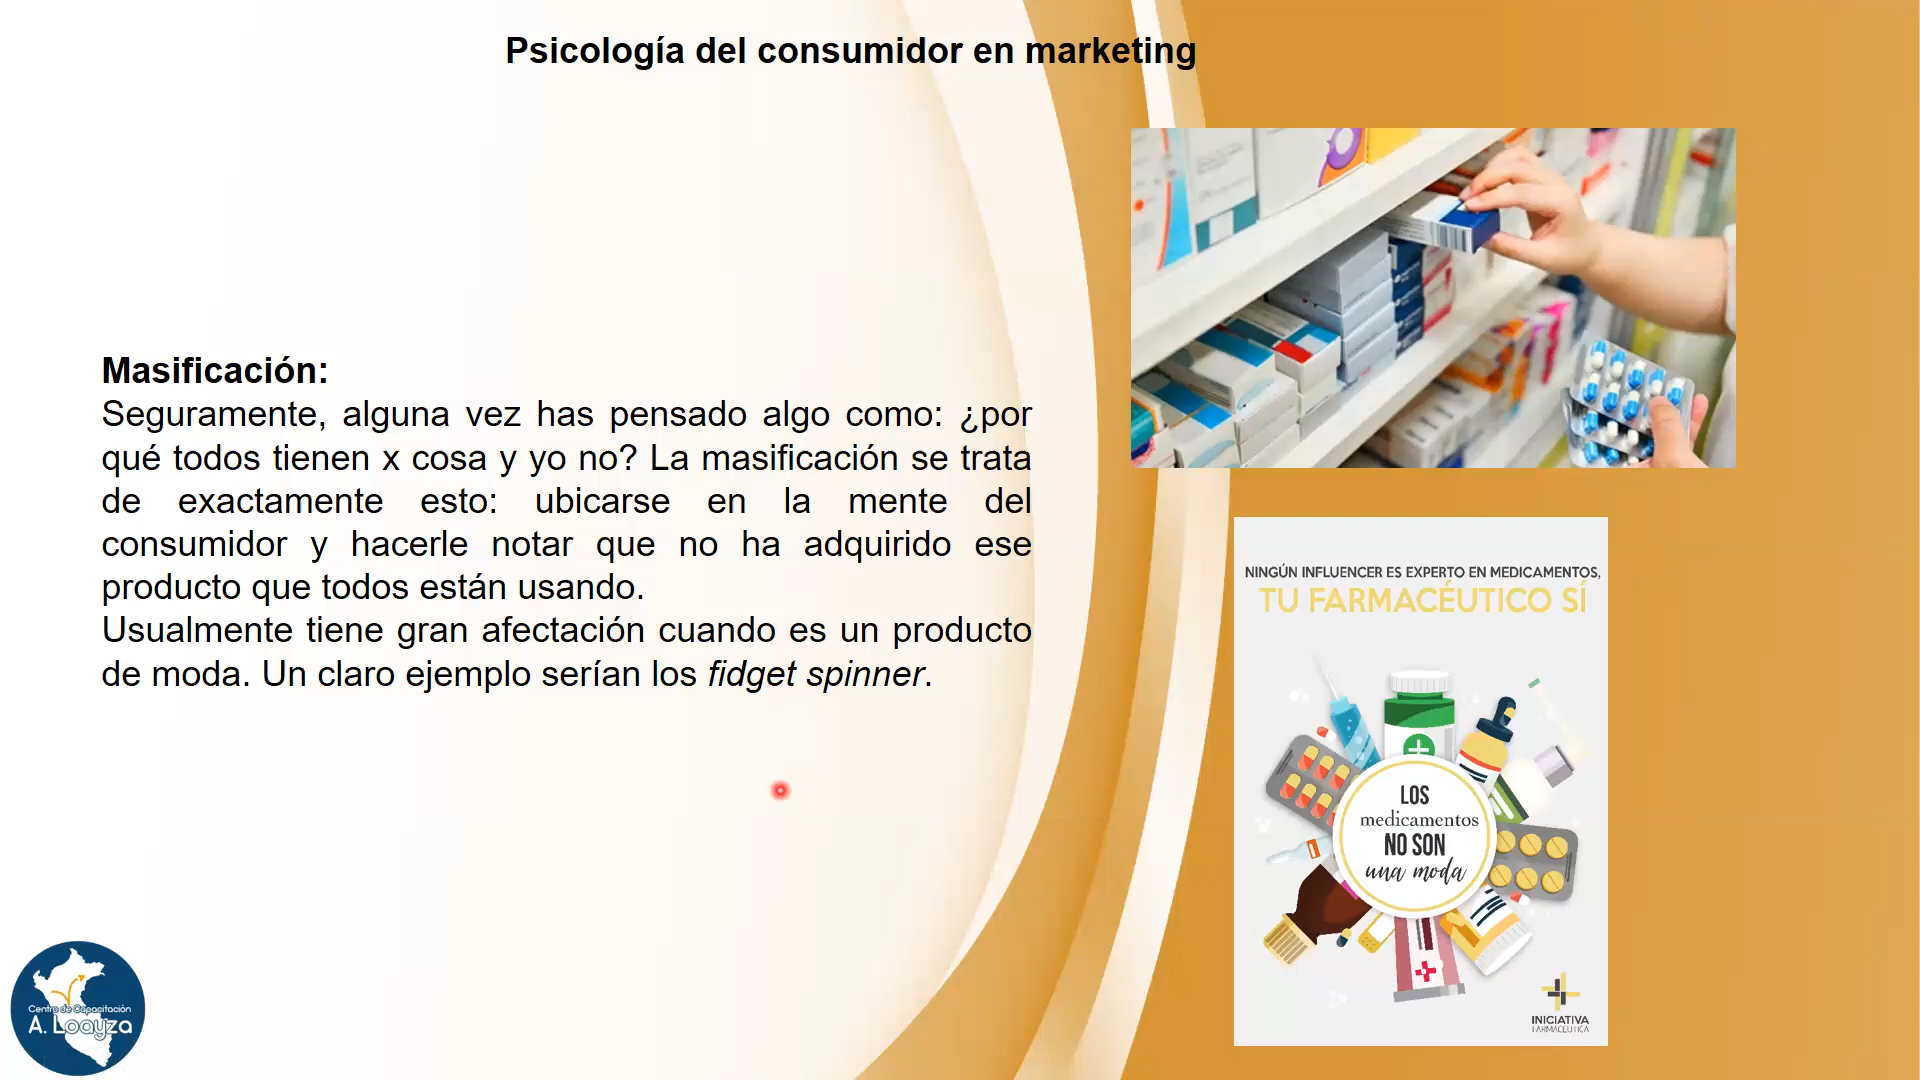 Psicología del consumidor en marketing
Masificación:
Seguramente, alguna vez has pensado algo como: ¿por
qué todos tienen x cosa y yo no? La masificación se trata
de exactamente esto: ubicarse en la mente del
consumidor y hacerle notar que no ha adquirido ese
producto que todos están usando.
Usualmente tiene gran afectación cuando es un producto
de moda. Un claro ejemplo serían los fidget spinner.
NINGÚN INFLUENCER ES EXPERTO EN MEDICAMENTOS,
TU FARMACÉUTICO SÍ
LOS
medicamentos
NO SON
una moda
INICIATIVA
FARMACEUTICA
Centro de Capacitación
A. Loayza